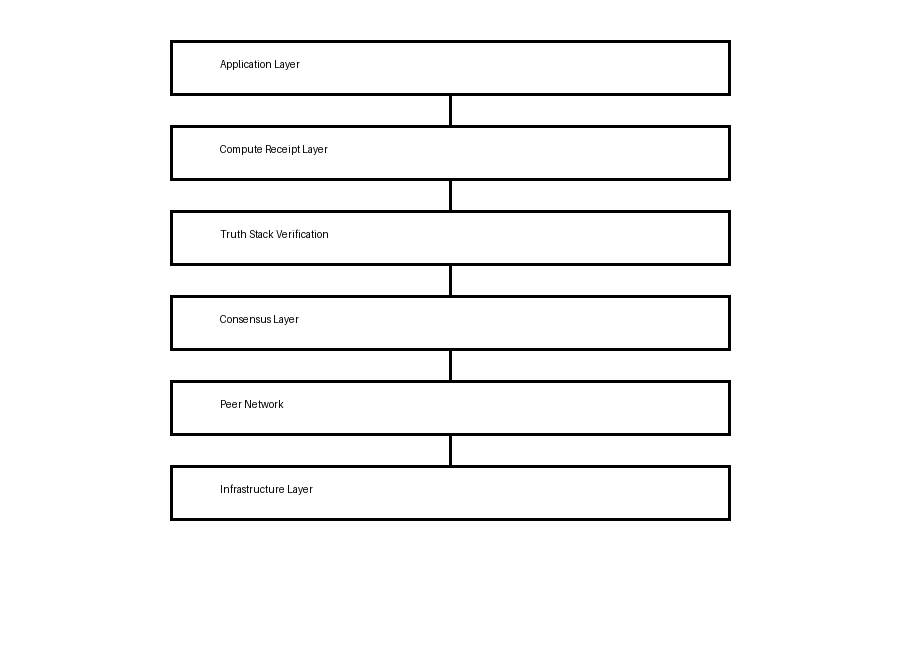 Application Layer
Compute Receipt Layer
Truth Stack Verification
Consensus Layer
Peer Network
Infrastructure Layer